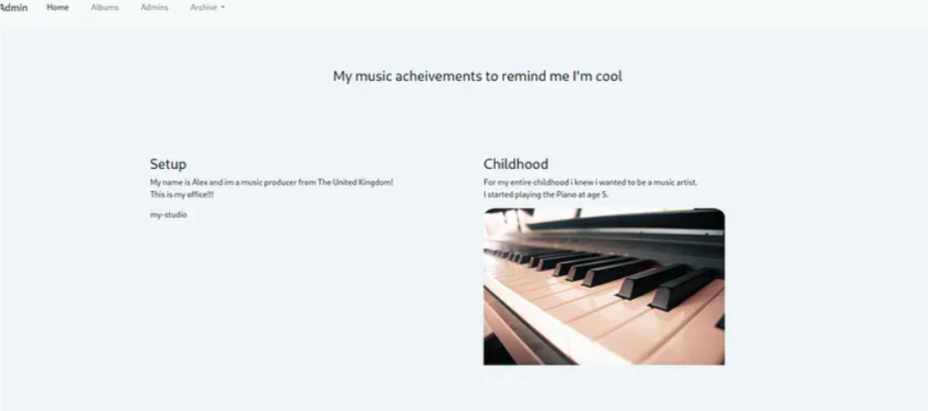 Admin Home Albums Admins Archive
My music acheivements to remind me I'm cool
Setup
My name is Alex and im a music producer from The United Kingdom!
This is my office!!!
my-studio
Childhood
For my entire childhood i knew i wanted to be a music artist.
I started playing the Piano at age 5.